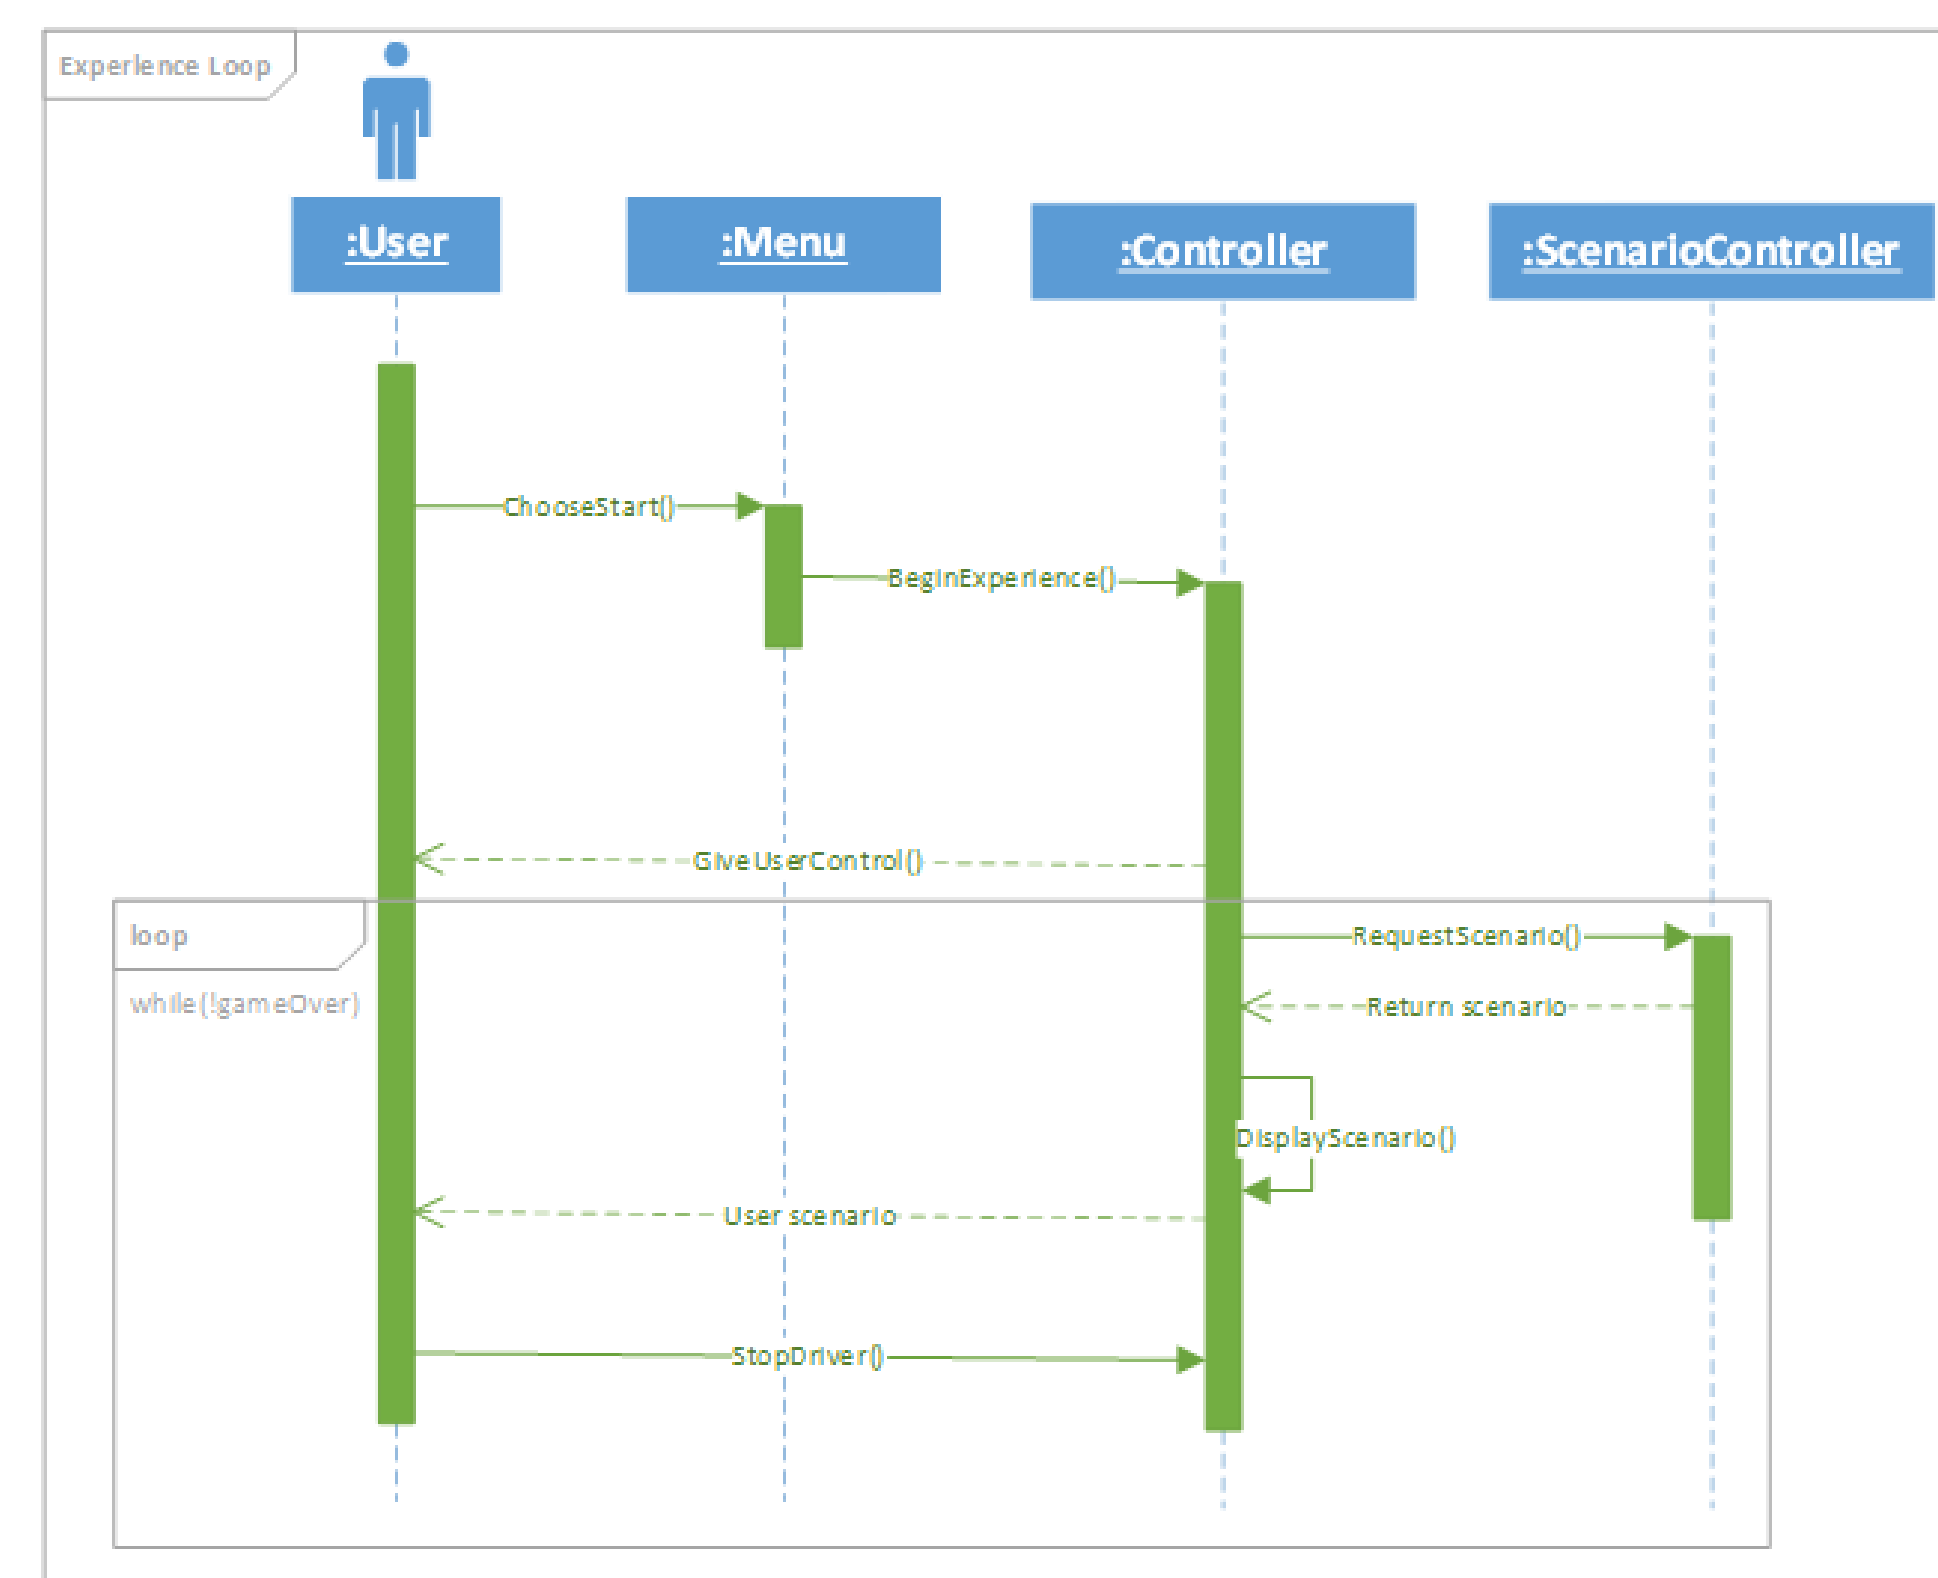 Experience Loop
:User
:Menu
:Controller
:ScenarioController
ChooseStart()
BeginExperience()
GiveUserControl()
loop
RequestScenario()
while(!gameOver)
Return scenario
DisplayScenario()
User scenario
StopDriver()